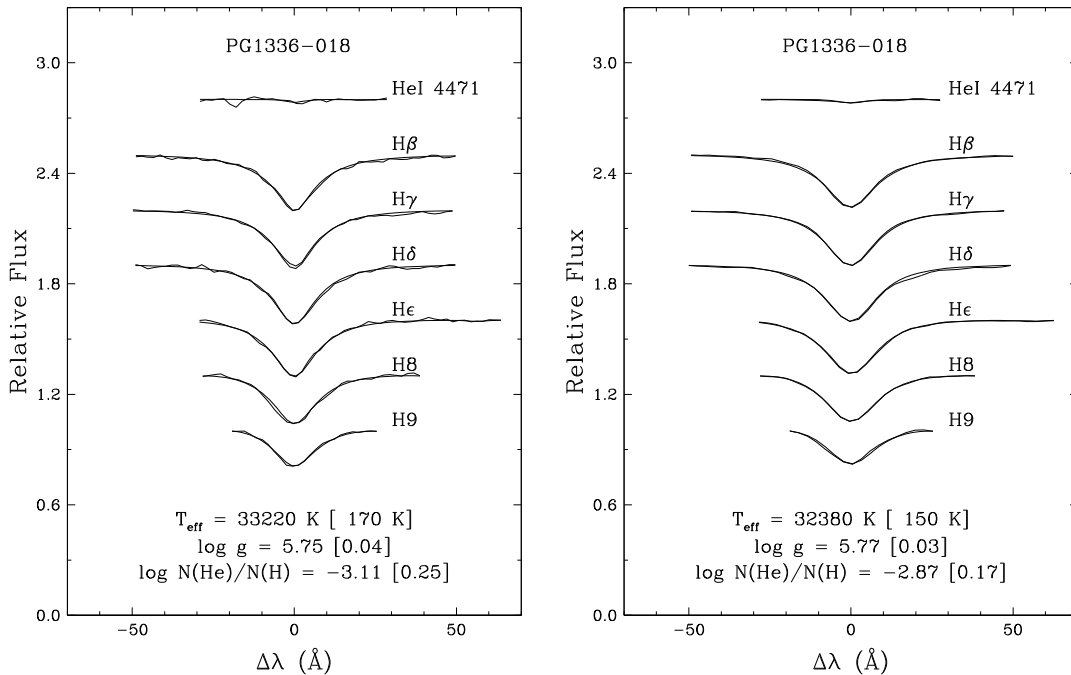 PG1336−018
HeI 4471
Hβ
Hγ
Hδ
Hϵ
H8
H9
T_eff = 33220 K [ 170 K]
log g = 5.75 [0.04]
log N(He)/N(H) = −3.11 [0.25]
3.0
2.4
1.8
1.2
0.6
0.0
Relative Flux
−50
0
50
Δλ (Å)
PG1336−018
HeI 4471
Hβ
Hγ
Hδ
Hϵ
H8
H9
T_eff = 32380 K [ 150 K]
log g = 5.77 [0.03]
log N(He)/N(H) = −2.87 [0.17]
3.0
2.4
1.8
1.2
0.6
0.0
Relative Flux
−50
0
50
Δλ (Å)